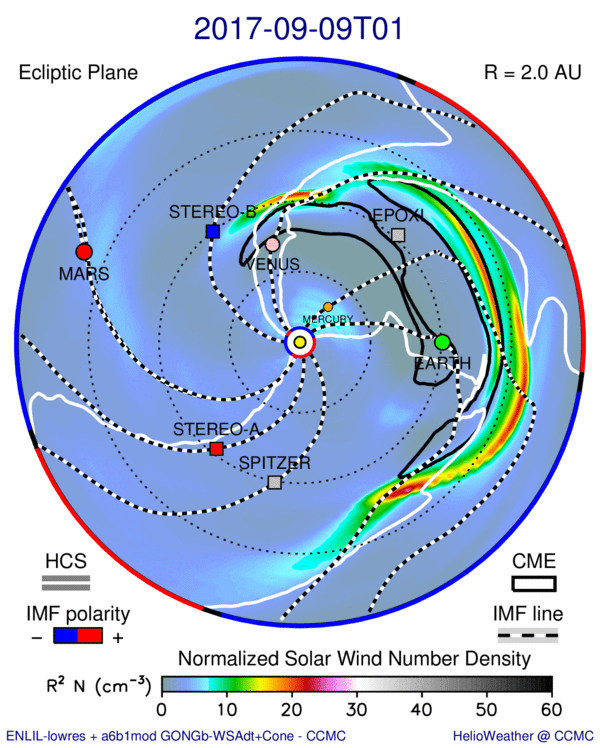 2017-09-09T01
Ecliptic Plane
R = 2.0 AU
STEREO-B
EPOXI
VENUS
MARS
MERCURY
EARTH
STEREO-A
SPITZER
HCS
CME
IMF polarity
IMF line
− +
Normalized Solar Wind Number Density
R² N (cm⁻³)
0 10 20 30 40 50 60
ENLIL-lowres + a6b1mod GONGb-WSAdt+Cone - CCMC
HelioWeather @ CCMC